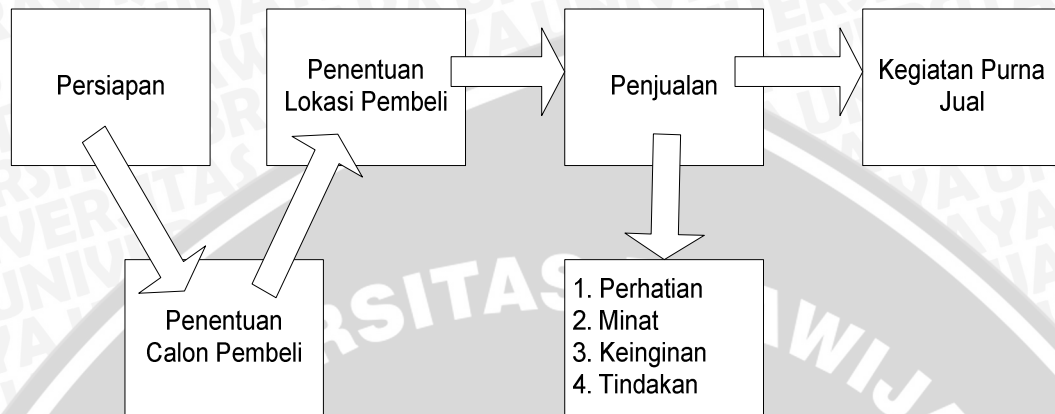 Persiapan
Penentuan
Calon Pembeli
Penentuan
Lokasi Pembeli
Penjualan
1. Perhatian
2. Minat
3. Keinginan
4. Tindakan
Kegiatan Purna
Jual